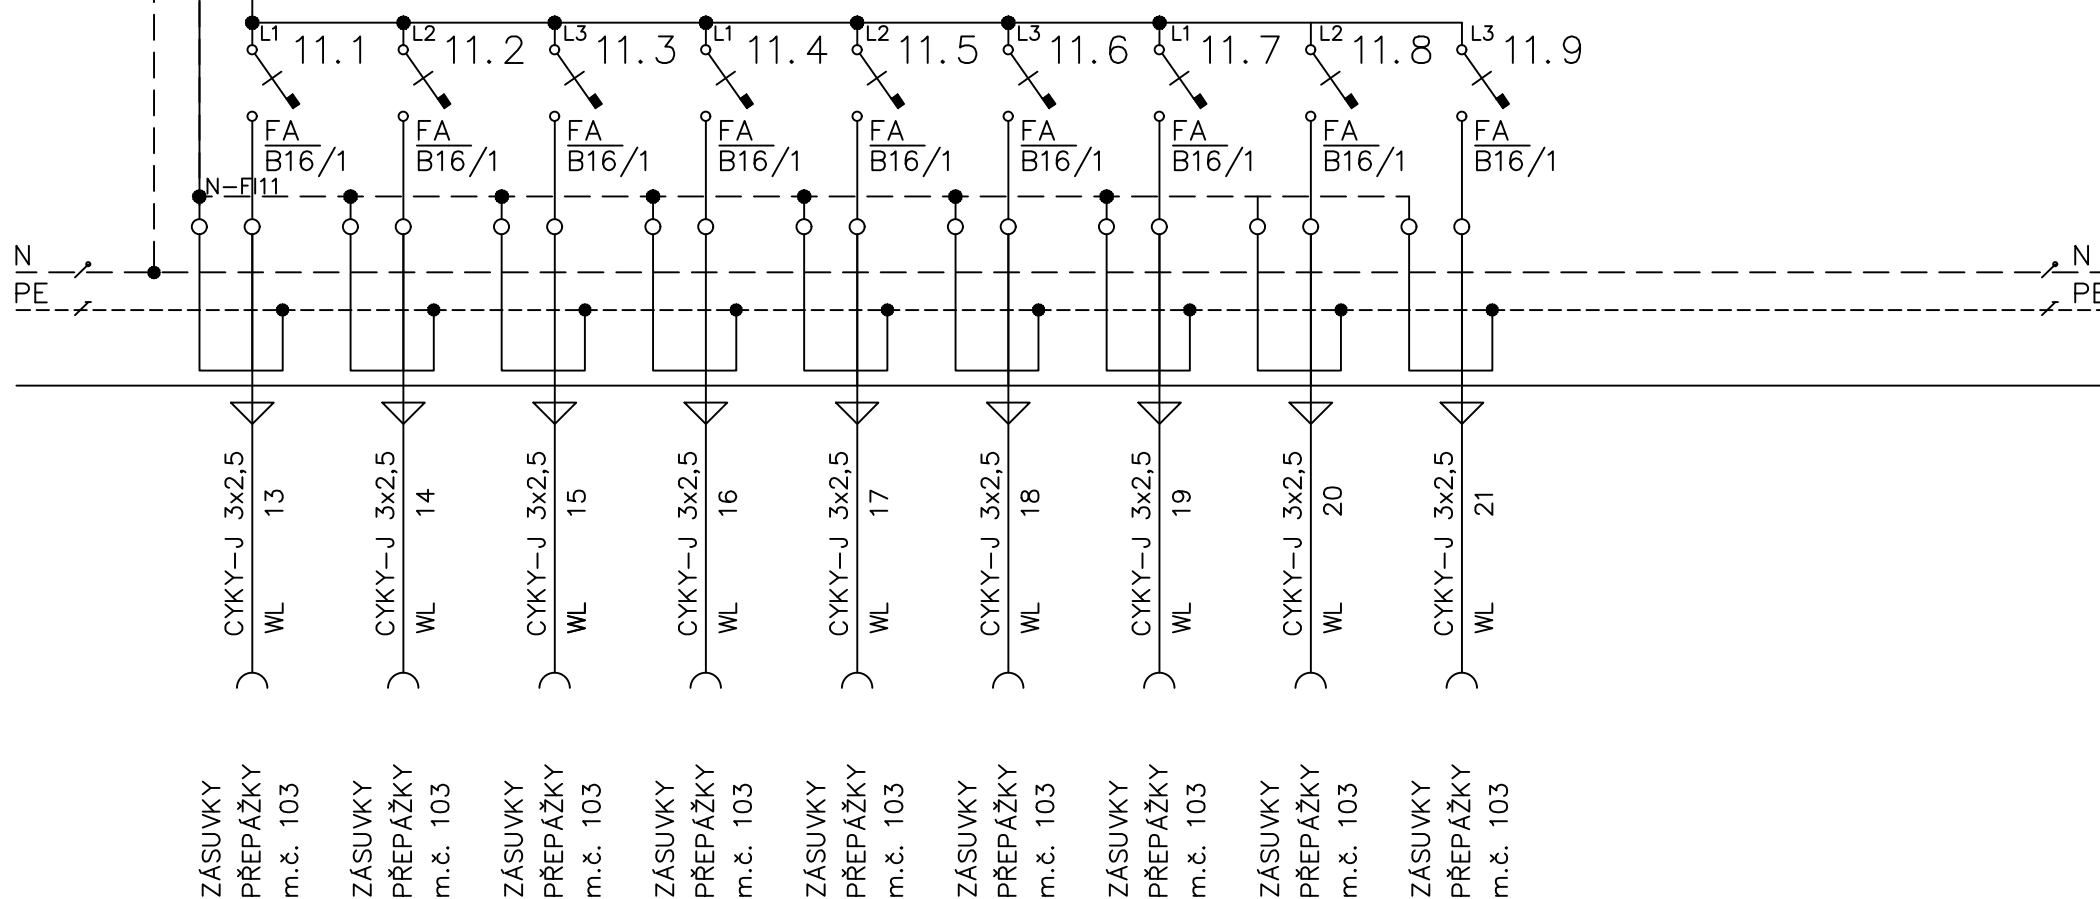 L1 11.1 L2 11.2 L3 11.3 L1 11.4 L2 11.5 L3 11.6 L1 11.7 L2 11.8 L3 11.9
FA FA FA FA FA FA FA FA FA
B16/1 B16/1 B16/1 B16/1 B16/1 B16/1 B16/1 B16/1 B16/1
N-FI11
N N
PE PE
CYKY-J 3x2,5
WL 13
CYKY-J 3x2,5
WL 14
CYKY-J 3x2,5
WL 15
CYKY-J 3x2,5
WL 16
CYKY-J 3x2,5
WL 17
CYKY-J 3x2,5
WL 18
CYKY-J 3x2,5
WL 19
CYKY-J 3x2,5
WL 20
CYKY-J 3x2,5
WL 21
ZÁSUVKY
PŘEPÁŽKY
m.č. 103
ZÁSUVKY
PŘEPÁŽKY
m.č. 103
ZÁSUVKY
PŘEPÁŽKY
m.č. 103
ZÁSUVKY
PŘEPÁŽKY
m.č. 103
ZÁSUVKY
PŘEPÁŽKY
m.č. 103
ZÁSUVKY
PŘEPÁŽKY
m.č. 103
ZÁSUVKY
PŘEPÁŽKY
m.č. 103
ZÁSUVKY
PŘEPÁŽKY
m.č. 103
ZÁSUVKY
PŘEPÁŽKY
m.č. 103